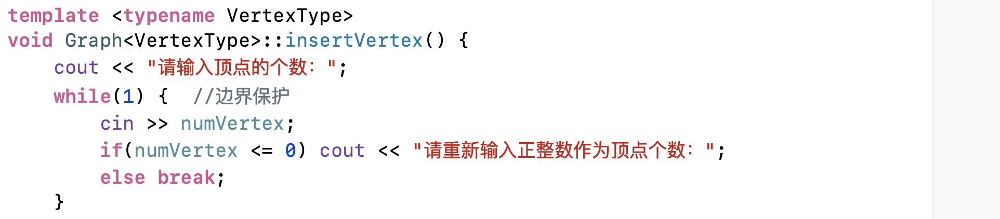 template <typename VertexType>
void Graph<VertexType>::insertVertex() {
    cout << "请输入顶点的个数：";
    while(1) {  //边界保护
        cin >> numVertex;
        if(numVertex <= 0) cout << "请重新输入正整数作为顶点个数：";
        else break;
    }